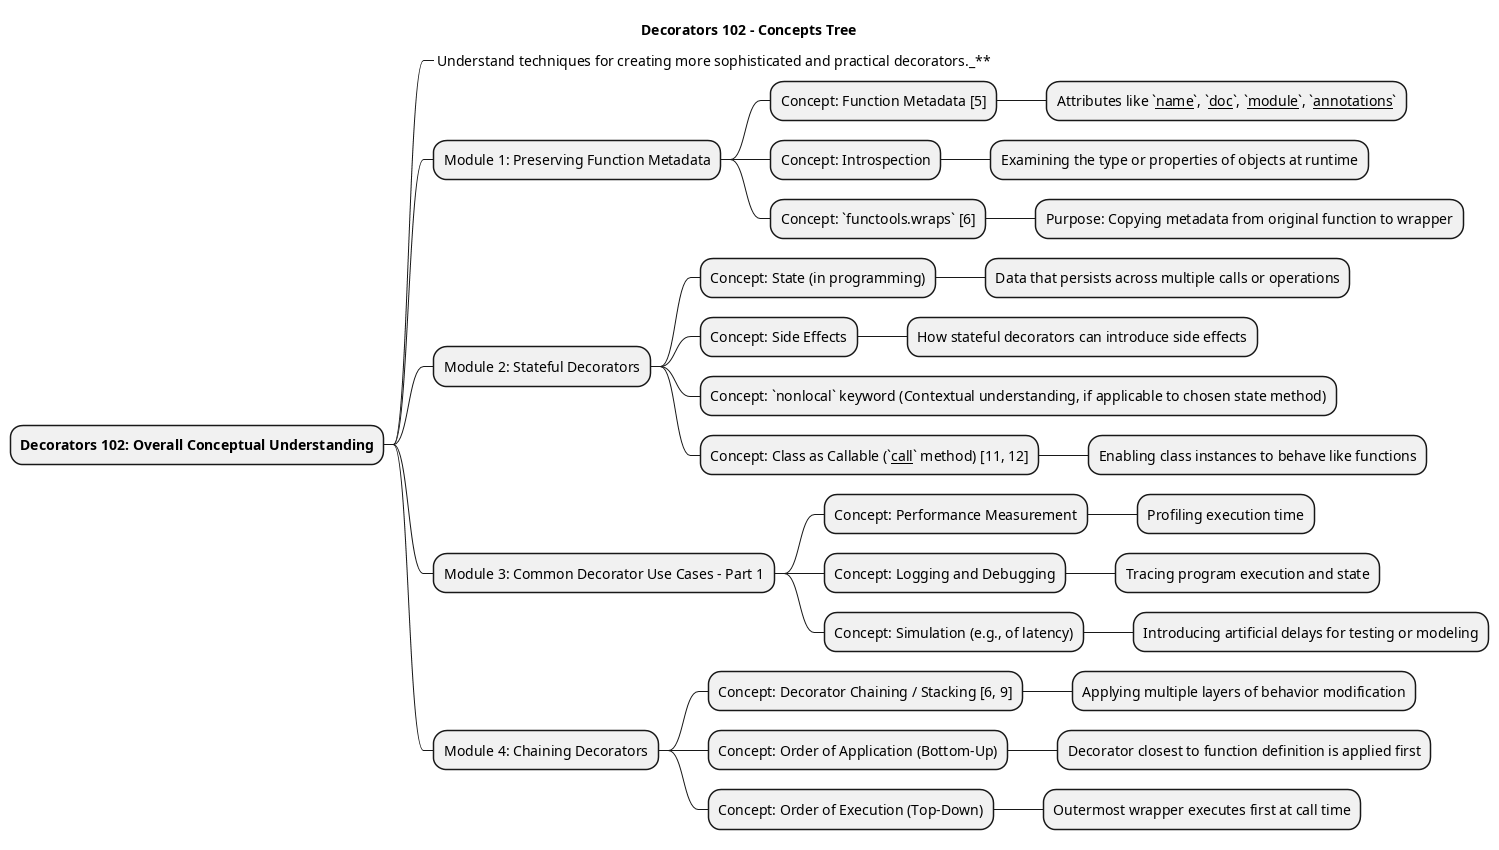 Decorators 102 - Concepts Tree
Understand techniques for creating more sophisticated and practical decorators._**
Concept: Function Metadata [5]
Attributes like `name`, `doc`, `module`, `annotations`
Module 1: Preserving Function Metadata
Concept: Introspection
Examining the type or properties of objects at runtime
Concept: `functools.wraps` [6]
Purpose: Copying metadata from original function to wrapper
Concept: State (in programming)
Data that persists across multiple calls or operations
Concept: Side Effects
How stateful decorators can introduce side effects
Module 2: Stateful Decorators
Concept: `nonlocal` keyword (Contextual understanding, if applicable to chosen state method)
Decorators 102: Overall Conceptual Understanding
Concept: Class as Callable (`call` method) [11, 12]
Enabling class instances to behave like functions
Concept: Performance Measurement
Profiling execution time
Module 3: Common Decorator Use Cases - Part 1
Concept: Logging and Debugging
Tracing program execution and state
Concept: Simulation (e.g., of latency)
Introducing artificial delays for testing or modeling
Concept: Decorator Chaining / Stacking [6, 9]
Applying multiple layers of behavior modification
Module 4: Chaining Decorators
Concept: Order of Application (Bottom-Up)
Decorator closest to function definition is applied first
Concept: Order of Execution (Top-Down)
Outermost wrapper executes first at call time